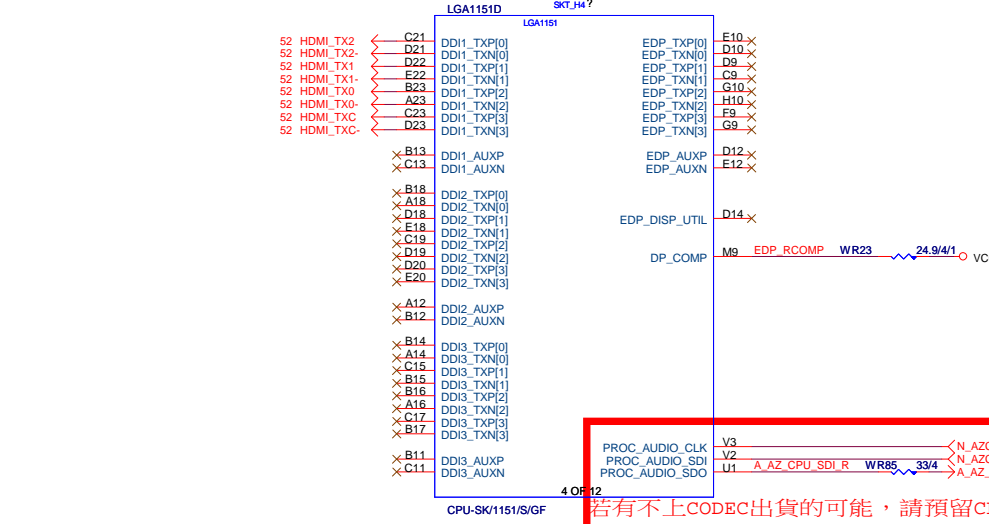 LGA1151D SKT_H4 ?
LGA1151
52 HDMI_TX2 C21 DDI1_TXP[0] EDP_TXP[0] E10
52 HDMI_TX2- D21 DDI1_TXN[0] EDP_TXN[0] D10
52 HDMI_TX1 D22 DDI1_TXP[1] EDP_TXP[1] D9
52 HDMI_TX1- E22 DDI1_TXN[1] EDP_TXN[1] C9
52 HDMI_TX0 B23 DDI1_TXP[2] EDP_TXP[2] G10
52 HDMI_TX0- A23 DDI1_TXN[2] EDP_TXN[2] H10
52 HDMI_TXC C23 DDI1_TXP[3] EDP_TXP[3] F9
52 HDMI_TXC- D23 DDI1_TXN[3] EDP_TXN[3] G9
B13 DDI1_AUXP EDP_AUXP D12
C13 DDI1_AUXN EDP_AUXN E12
B18 DDI2_TXP[0]
A18 DDI2_TXN[0]
D18 DDI2_TXP[1] EDP_DISP_UTIL D14
E18 DDI2_TXN[1]
C19 DDI2_TXP[2]
D19 DDI2_TXN[2] DP_COMP M9 EDP_RCOMP WR23 24.9/4/1 VC
D20 DDI2_TXP[3]
E20 DDI2_TXN[3]
A12 DDI2_AUXP
B12 DDI2_AUXN
B14 DDI3_TXP[0]
A14 DDI3_TXN[0]
C15 DDI3_TXP[1]
B15 DDI3_TXN[1]
B16 DDI3_TXP[2]
A16 DDI3_TXN[2]
C17 DDI3_TXP[3]
B17 DDI3_TXN[3]
PROC_AUDIO_CLK V3 N_AZ
B11 DDI3_AUXP PROC_AUDIO_SDI V2 N_AZ
C11 DDI3_AUXN PROC_AUDIO_SDO U1 A_AZ_CPU_SDI_R WR85 33/4 A_AZ_
4 OF 12
CPU-SK/1151/S/GF
若有不上CODEC出貨的可能，請預留C